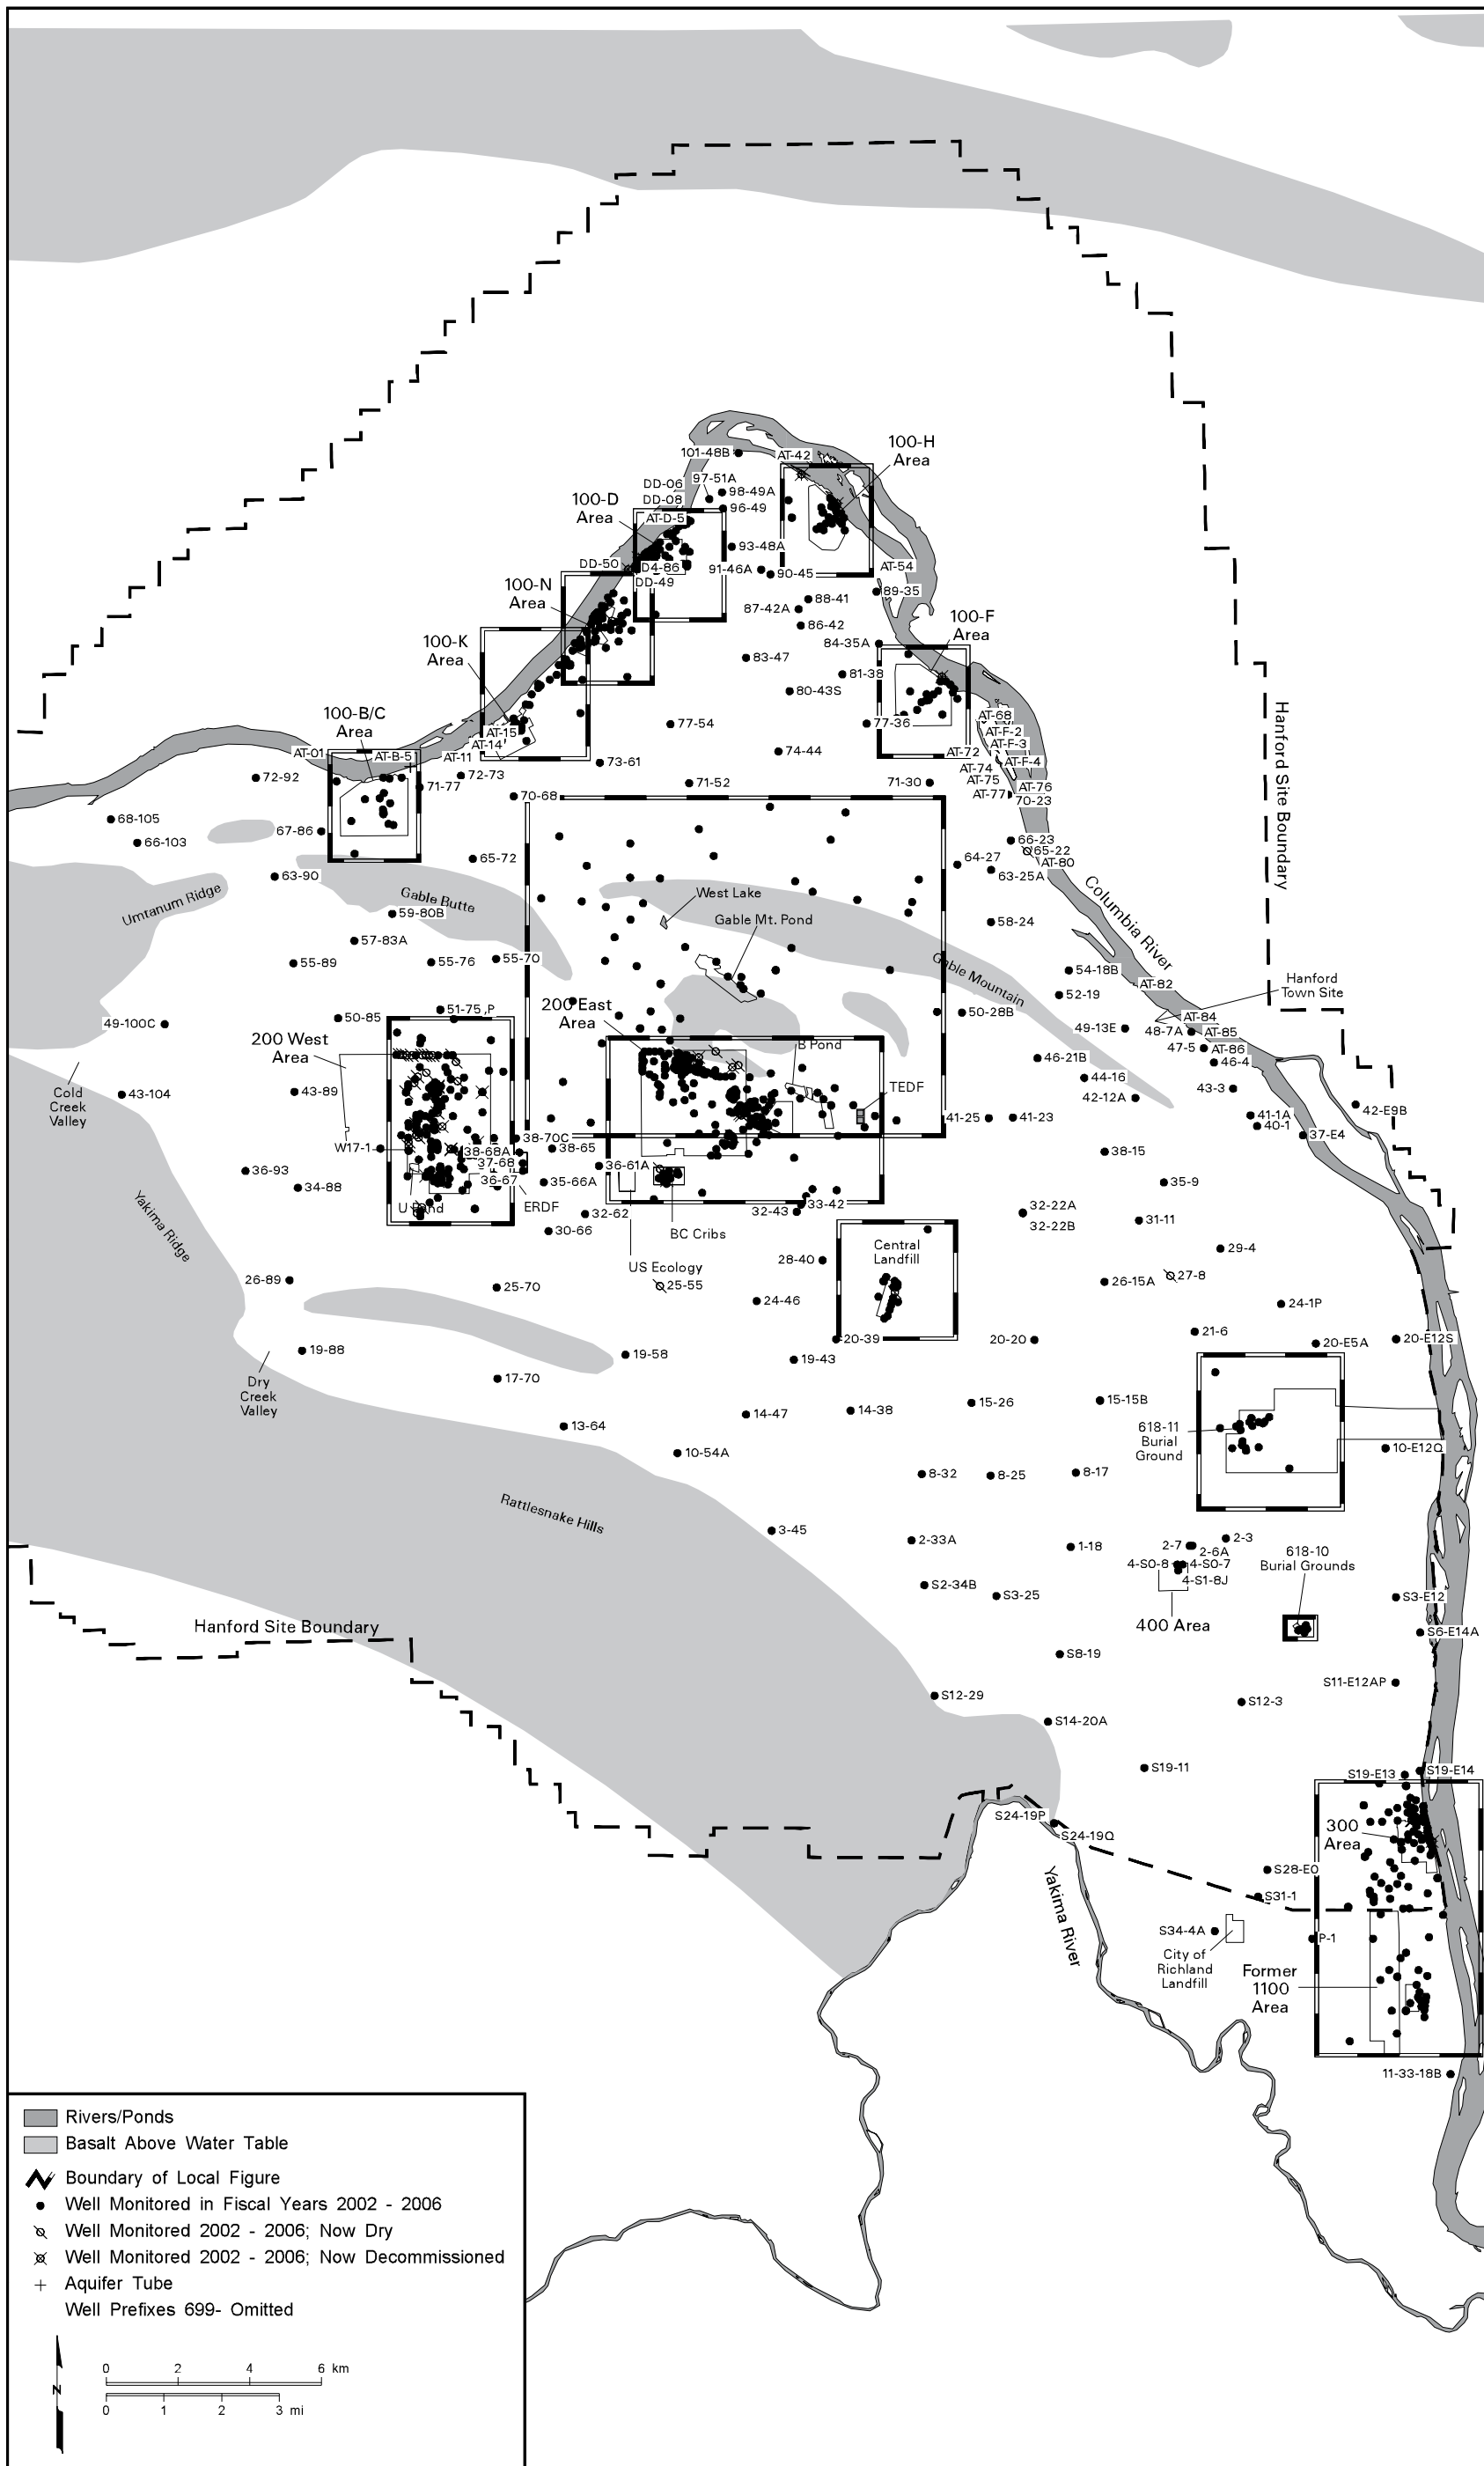 100-H
Area
101-48B
AT-42
97-51A
DD-06
98-49A
DD-08
100-D
Area
96-49
AT-D-5
93-48A
DD-50
D4-86
91-46A
90-45
AT-54
DD-49
100-N
Area
89-35
88-41
87-42A
86-42
100-F
Area
84-35A
100-K
Area
83-47
81-38
80-43S
77-54
77-36
AT-68
100-B/C
Area
AT-15
AT-F-2
AT-14
AT-F-3
AT-01
AT-B-5
AT-11
74-44
AT-72
AT-F-4
73-61
AT-74
72-92
72-73
AT-75
71-77
71-52
71-30
AT-76
70-68
AT-77
70-23
68-105
67-86
66-103
66-23
65-22
65-72
64-27
AT-80
63-25A
63-90
Umtanum Ridge
Gable Butte
West Lake
59-80B
Gable Mt. Pond
58-24
Columbia River
Hanford Site Boundary
57-83A
55-89
55-76
55-70
Gable Mountain
54-18B
AT-82
Hanford
Town Site
52-19
51-75 ,P
200 East
Area
50-85
50-28B
49-100C
AT-84
49-13E
48-7A
AT-85
200 West
Area
B Pond
47-5
AT-86
46-21B
46-4
44-16
TEDF
43-3
Cold
Creek
Valley
43-104
43-89
42-12A
42-E9B
41-25
41-23
41-1A
40-1
37-E4
38-70C
W17-1
38-68A
38-65
38-15
37-68
36-61A
36-93
36-67
35-66A
35-9
34-88
U Pond
ERDF
33-42
32-62
32-43
32-22A
32-22B
31-11
Yakima Ridge
30-66
BC Cribs
29-4
Central
Landfill
28-40
US Ecology
27-8
26-89
25-70
25-55
26-15A
24-46
24-1P
21-6
20-39
20-20
20-E5A
20-E12S
19-88
19-58
19-43
Dry
Creek
Valley
17-70
15-26
15-15B
14-47
14-38
13-64
618-11
Burial
Ground
10-54A
10-E12Q
8-32
8-25
8-17
Rattlesnake Hills
3-45
2-33A
1-18
2-7
2-3
2-6A
618-10
Burial Grounds
4-S0-8
4-S0-7
4-S1-8J
S2-34B
S3-25
S3-E12
400 Area
Hanford Site Boundary
S6-E14A
S8-19
S11-E12AP
S12-29
S12-3
S14-20A
S19-11
S19-E13
S19-E14
S24-19P
S24-19Q
300
Area
S28-E0
Yakima River
S31-1
S34-4A
P-1
City of
Richland
Landfill
Former
1100
Area
11-33-18B
Rivers/Ponds
Basalt Above Water Table
Boundary of Local Figure
Well Monitored in Fiscal Years 2002 - 2006
Well Monitored 2002 - 2006; Now Dry
Well Monitored 2002 - 2006; Now Decommissioned
Aquifer Tube
Well Prefixes 699- Omitted
N
0 2 4 6 km
0 1 2 3 mi